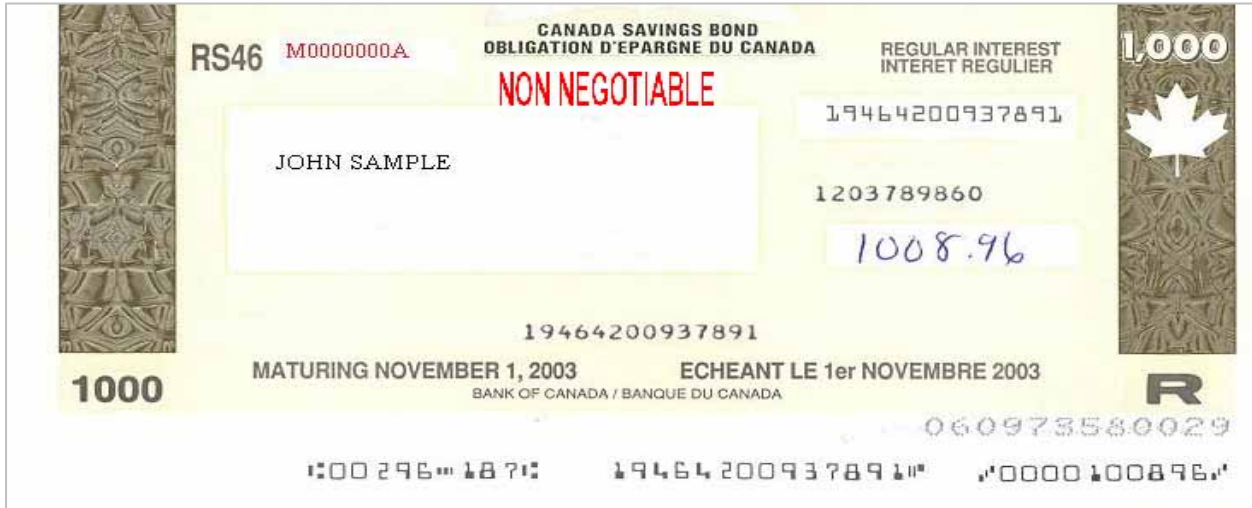 CANADA SAVINGS BOND
OBLIGATION D'EPARGNE DU CANADA
RS46 M0000000A
REGULAR INTEREST
INTERET REGULIER
1,000
NON NEGOTIABLE
19464200937891
JOHN SAMPLE
1203789860
1008.96
19464200937891
MATURING NOVEMBER 1, 2003 ECHEANT LE 1er NOVEMBRE 2003
1000 BANK OF CANADA / BANQUE DU CANADA R
060973580029
⑆00296⑉187⑆ 19464200937891⑈ ⑇0000100896⑇